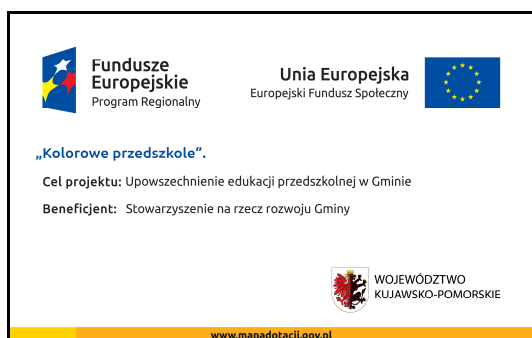 Fundusze
Europejskie
Program Regionalny
Unia Europejska
Europejski Fundusz Społeczny
„Kolorowe przedszkole”.
Cel projektu: Upowszechnienie edukacji przedszkolnej w Gminie
Beneficjent: Stowarzyszenie na rzecz rozwoju Gminy
WOJEWÓDZTWO
KUJAWSKO-POMORSKIE
www.mapadotacji.gov.pl